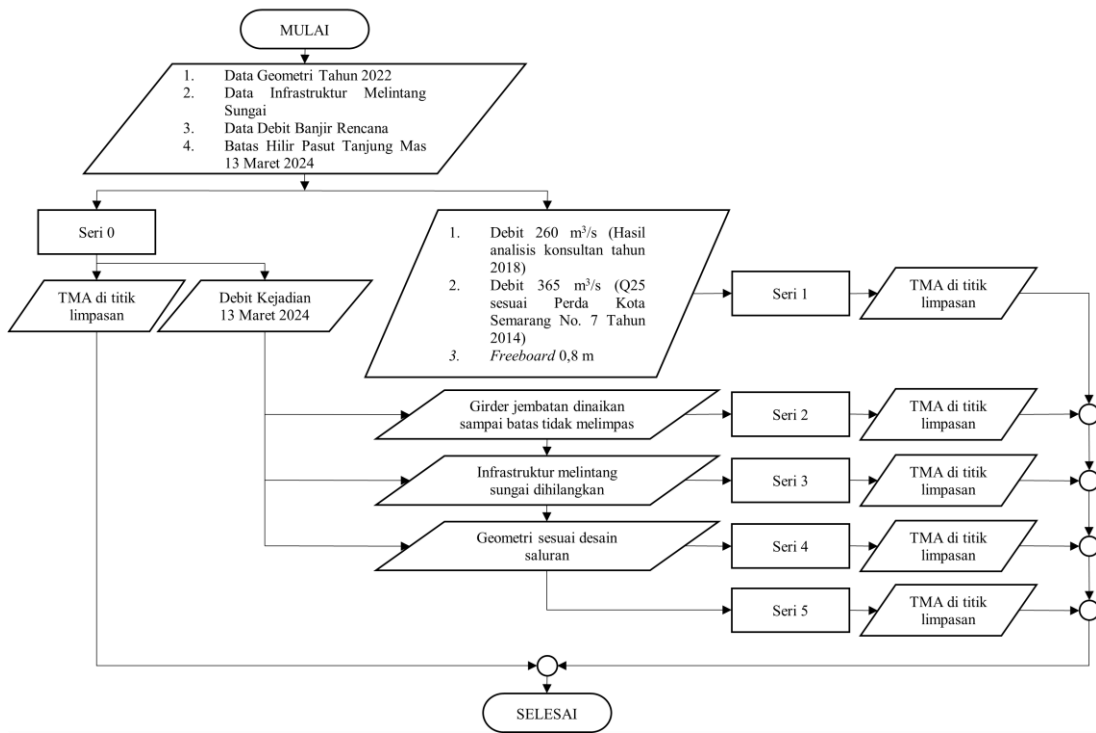 MULAI
1. Data Geometri Tahun 2022
2. Data Infrastruktur Melintang
Sungai
3. Data Debit Banjir Rencana
4. Batas Hilir Pasut Tanjung Mas
13 Maret 2024
Seri 0
TMA di titik
limpasan
Debit Kejadian
13 Maret 2024
1. Debit 260 m³/s (Hasil
analisis konsultan tahun
2018)
2. Debit 365 m³/s (Q25
sesuai Perda Kota
Semarang No. 7 Tahun
2014)
3. Freeboard 0,8 m
Seri 1
TMA di titik
limpasan
Girder jembatan dinaikan
sampai batas tidak melimpas
Seri 2
TMA di titik
limpasan
Infrastruktur melintang
sungai dihilangkan
Seri 3
TMA di titik
limpasan
Geometri sesuai desain
saluran
Seri 4
TMA di titik
limpasan
Seri 5
TMA di titik
limpasan
SELESAI